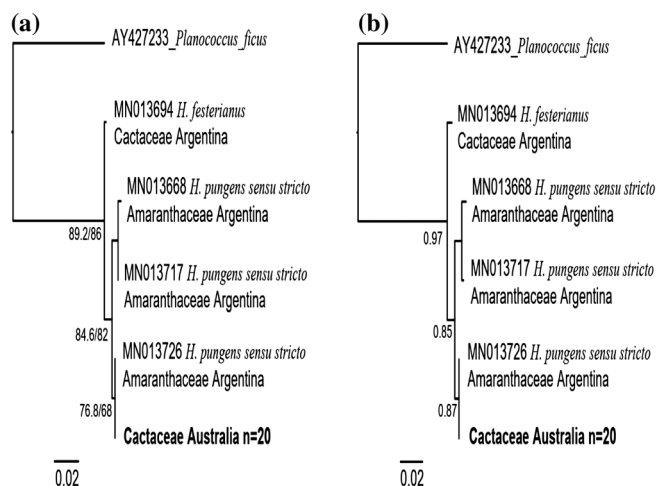 (a)
AY427233_Planococcus_ficus
MN013694 H. festerianus
Cactaceae Argentina
MN013668 H. pungens sensu stricto
Amaranthaceae Argentina
89.2/86
MN013717 H. pungens sensu stricto
Amaranthaceae Argentina
84.6/82
MN013726 H. pungens sensu stricto
Amaranthaceae Argentina
76.8/68
Cactaceae Australia n=20
0.02
(b)
AY427233_Planococcus_ficus
MN013694 H. festerianus
Cactaceae Argentina
MN013668 H. pungens sensu stricto
Amaranthaceae Argentina
0.97
MN013717 H. pungens sensu stricto
Amaranthaceae Argentina
0.85
MN013726 H. pungens sensu stricto
Amaranthaceae Argentina
0.87
Cactaceae Australia n=20
0.02